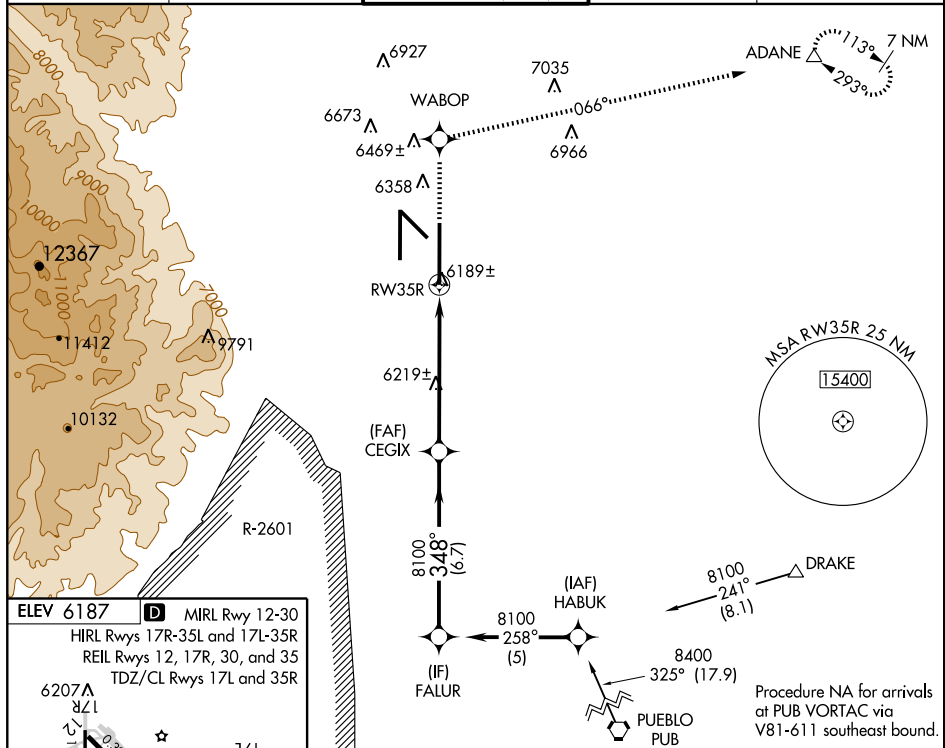 8000
6927
7035
ADANE
113°
7 NM
293°
WABOP
066°
6673
6469±
6966
6358
9000
10000
12367
11000
11412
7000
9791
10132
RW35R
6189±
6219±
MSA RW35R 25 NM
15400
(FAF)
CEGIX
R-2601
8100
348°
(6.7)
8100
241°
(8.1)
DRAKE
(IAF)
HABUK
8100
258°
(5)
(IF)
FALUR
8400
325° (17.9)
PUEBLO
PUB
Procedure NA for arrivals
at PUB VORTAC via
V81-611 southeast bound.
ELEV 6187
D MIRL Rwy 12-30
HIRL Rwys 17R-35L and 17L-35R
REIL Rwys 12, 17R, 30, and 35
TDZ/CL Rwys 17L and 35R
6207
17R
12